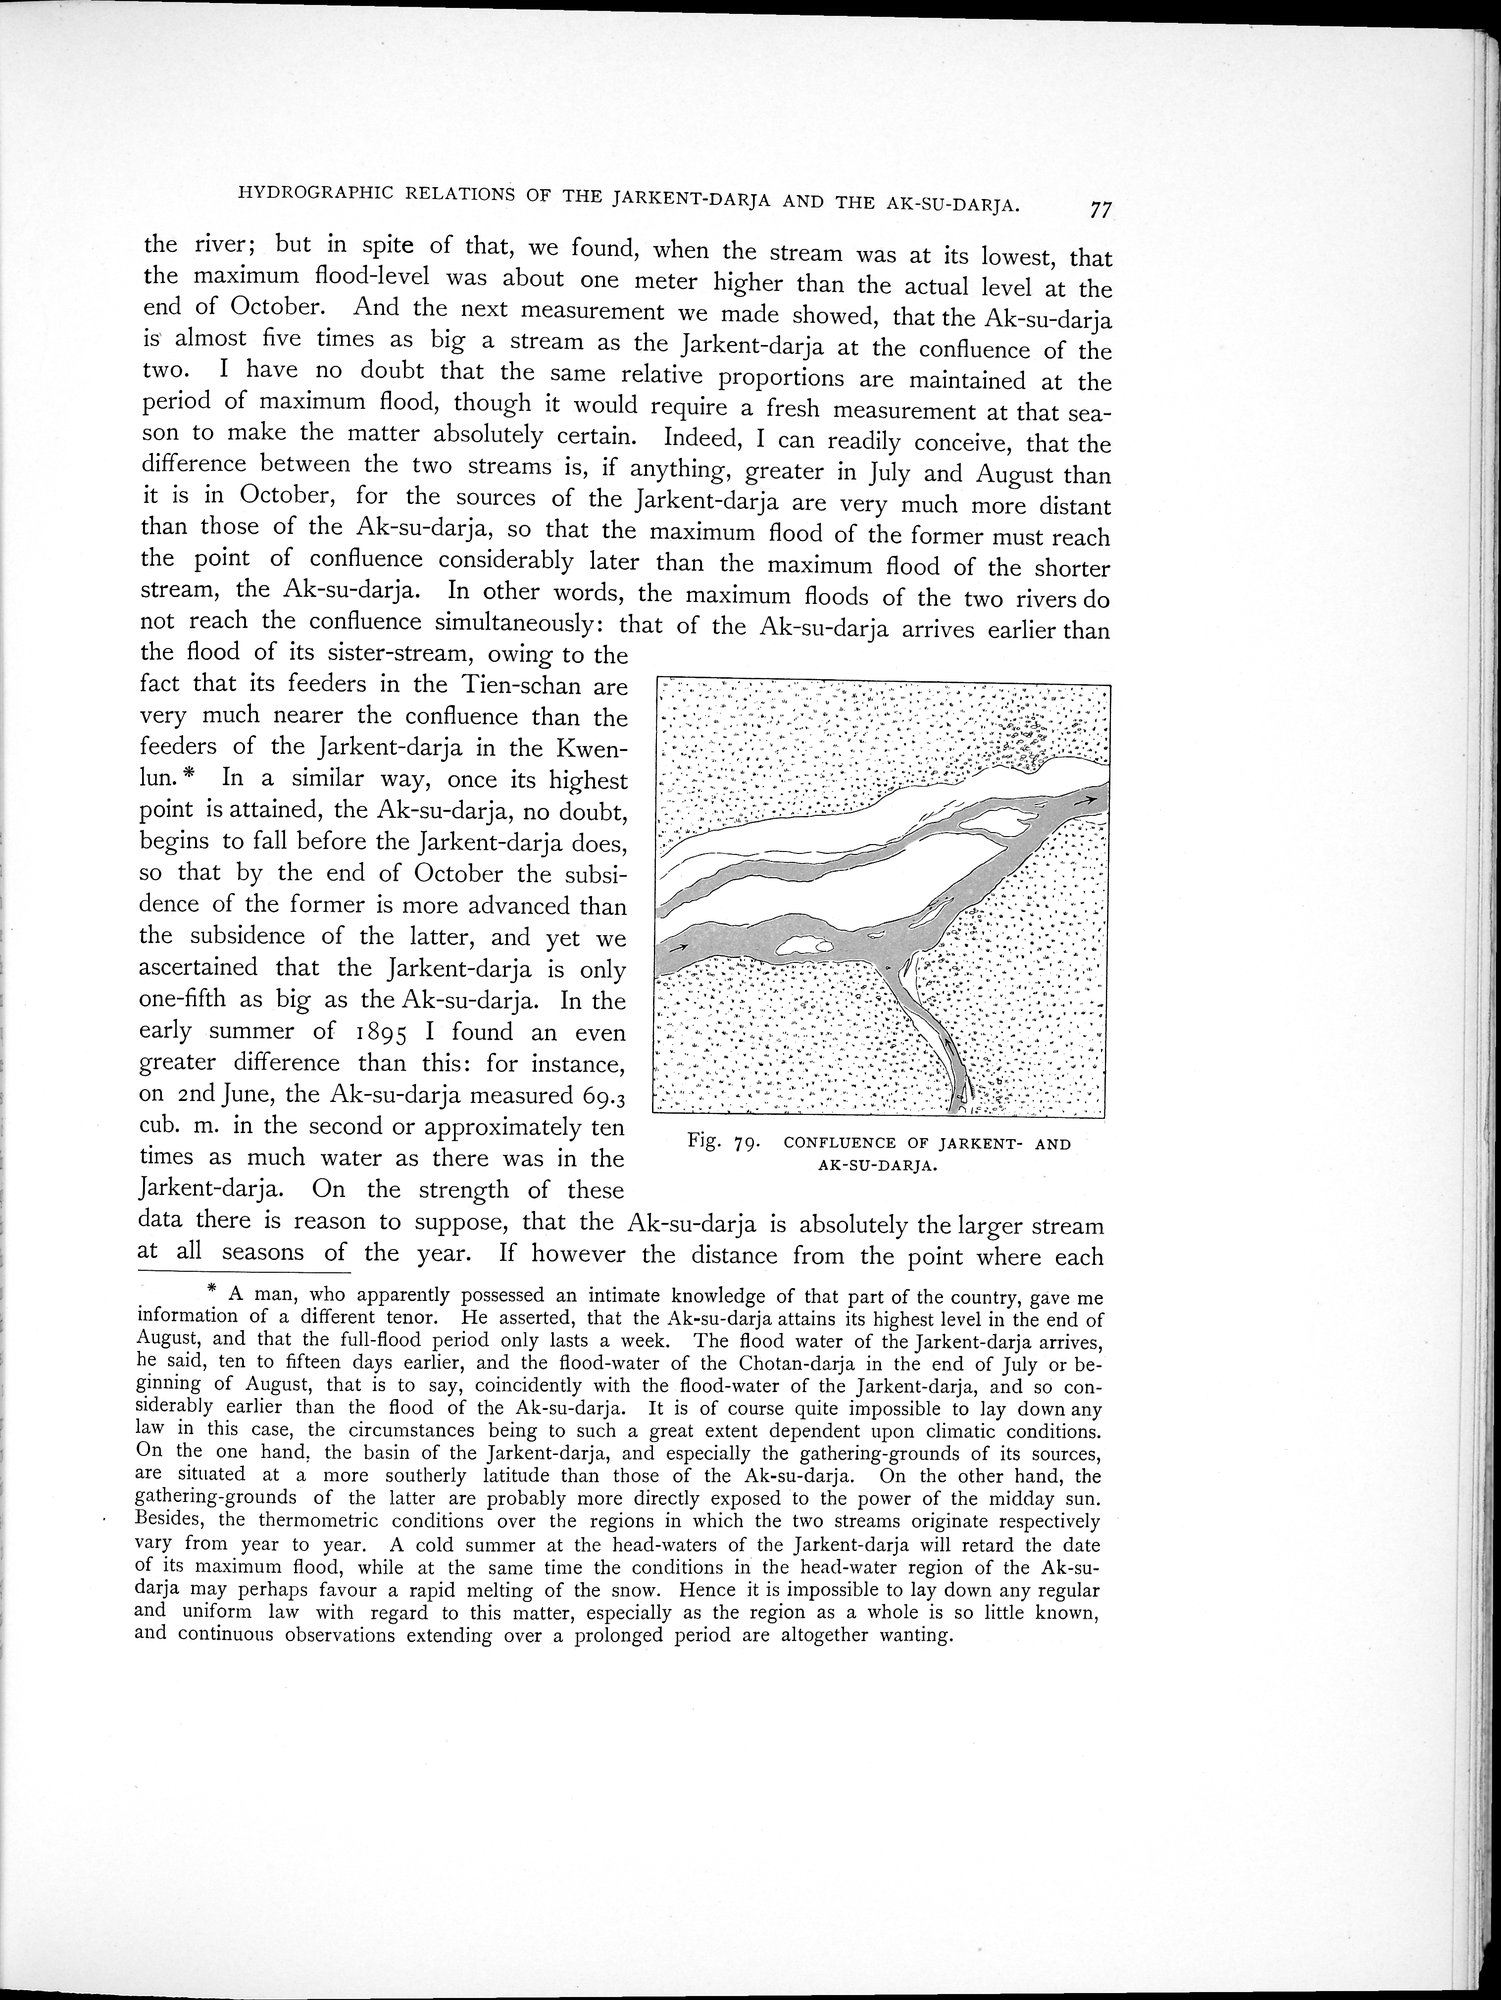 HYDROGRAPHIC RELATIONS OF THE JARKENT-DARJA AND THE AK-SU-DARJA. 77
the river; but in spite of that, we found, when the stream was at its lowest, that
the maximum flood-level was about one meter higher than the actual level at the
end of October. And the next measurement we made showed, that the Ak-su-darja
is almost five times as big a stream as the Jarkent-darja at the confluence of the
two. I have no doubt that the same relative proportions are maintained at the
period of maximum flood, though it would require a fresh measurement at that sea-
son to make the matter absolutely certain. Indeed, I can readily conceive, that the
difference between the two streams is, if anything, greater in July and August than
it is in October, for the sources of the Jarkent-darja are very much more distant
than those of the Ak-su-darja, so that the maximum flood of the former must reach
the point of confluence considerably later than the maximum flood of the shorter
stream, the Ak-su-darja. In other words, the maximum floods of the two rivers do
not reach the confluence simultaneously: that of the Ak-su-darja arrives earlier than
the flood of its sister-stream, owing to the
fact that its feeders in the Tien-schan are
very much nearer the confluence than the
feeders of the Jarkent-darja in the Kwen-
lun.* In a similar way, once its highest
point is attained, the Ak-su-darja, no doubt,
begins to fall before the Jarkent-darja does,
so that by the end of October the subsi-
dence of the former is more advanced than
the subsidence of the latter, and yet we
ascertained that the Jarkent-darja is only
one-fifth as big as the Ak-su-darja. In the
early summer of 1895 I found an even
greater difference than this: for instance,
on 2nd June, the Ak-su-darja measured 69.3
cub. m. in the second or approximately ten
times as much water as there was in the
Jarkent-darja. On the strength of these
Fig. 79. CONFLUENCE OF JARKENT- AND
AK-SU-DARJA.
data there is reason to suppose, that the Ak-su-darja is absolutely the larger stream
at all seasons of the year. If however the distance from the point where each
* A man, who apparently possessed an intimate knowledge of that part of the country, gave me
information of a different tenor. He asserted, that the Ak-su-darja attains its highest level in the end of
August, and that the full-flood period only lasts a week. The flood water of the Jarkent-darja arrives,
he said, ten to fifteen days earlier, and the flood-water of the Chotan-darja in the end of July or be-
ginning of August, that is to say, coincidently with the flood-water of the Jarkent-darja, and so con-
siderably earlier than the flood of the Ak-su-darja. It is of course quite impossible to lay down any
law in this case, the circumstances being to such a great extent dependent upon climatic conditions.
On the one hand, the basin of the Jarkent-darja, and especially the gathering-grounds of its sources,
are situated at a more southerly latitude than those of the Ak-su-darja. On the other hand, the
gathering-grounds of the latter are probably more directly exposed to the power of the midday sun.
Besides, the thermometric conditions over the regions in which the two streams originate respectively
vary from year to year. A cold summer at the head-waters of the Jarkent-darja will retard the date
of its maximum flood, while at the same time the conditions in the head-water region of the Ak-su-
darja may perhaps favour a rapid melting of the snow. Hence it is impossible to lay down any regular
and uniform law with regard to this matter, especially as the region as a whole is so little known,
and continuous observations extending over a prolonged period are altogether wanting.